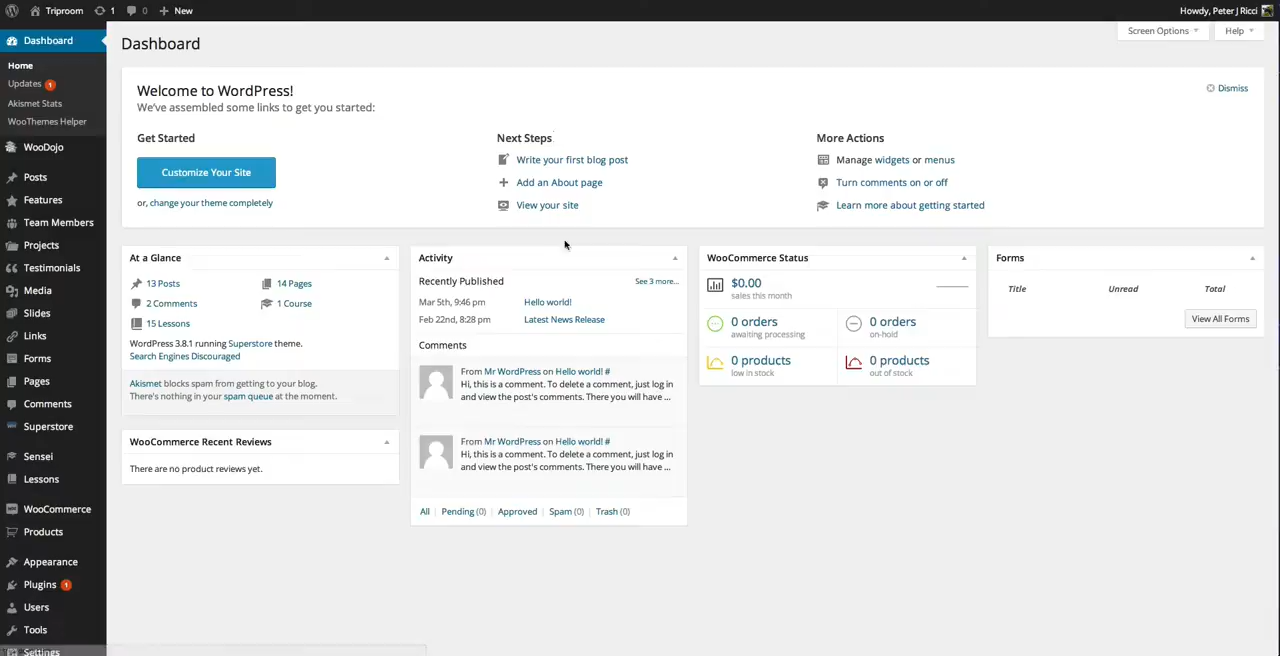 Triproom 1 0 New Howdy, Peter J Ricci
Dashboard
Home
Updates 1
Akismet Stats
WooThemes Helper
WooDojo
Posts
Features
Team Members
Projects
Testimonials
Media
Slides
Links
Forms
Pages
Comments
Superstore
Sensei
Lessons
WooCommerce
Products
Appearance
Plugins 1
Users
Tools
Settings
Dashboard
Screen Options Help
Welcome to WordPress!
We've assembled some links to get you started:
Dismiss
Get Started
Customize Your Site
or, change your theme completely
Next Steps
Write your first blog post
Add an About page
View your site
More Actions
Manage widgets or menus
Turn comments on or off
Learn more about getting started
At a Glance
13 Posts 14 Pages
2 Comments 1 Course
15 Lessons
WordPress 3.8.1 running Superstore theme.
Search Engines Discouraged
Akismet blocks spam from getting to your blog.
There's nothing in your spam queue at the moment.
WooCommerce Recent Reviews
There are no product reviews yet.
Activity
Recently Published See 3 more...
Mar 5th, 9:46 pm Hello world!
Feb 22nd, 8:28 pm Latest News Release
Comments
From Mr WordPress on Hello world! #
Hi, this is a comment. To delete a comment, just log in
and view the post's comments. There you will have ...
From Mr WordPress on Hello world! #
Hi, this is a comment. To delete a comment, just log in
and view the post's comments. There you will have ...
All | Pending (0) | Approved | Spam (0) | Trash (0)
WooCommerce Status
$0.00
sales this month
0 orders
awaiting processing
0 orders
on-hold
0 products
low in stock
0 products
out of stock
Forms
Title Unread Total
View All Forms